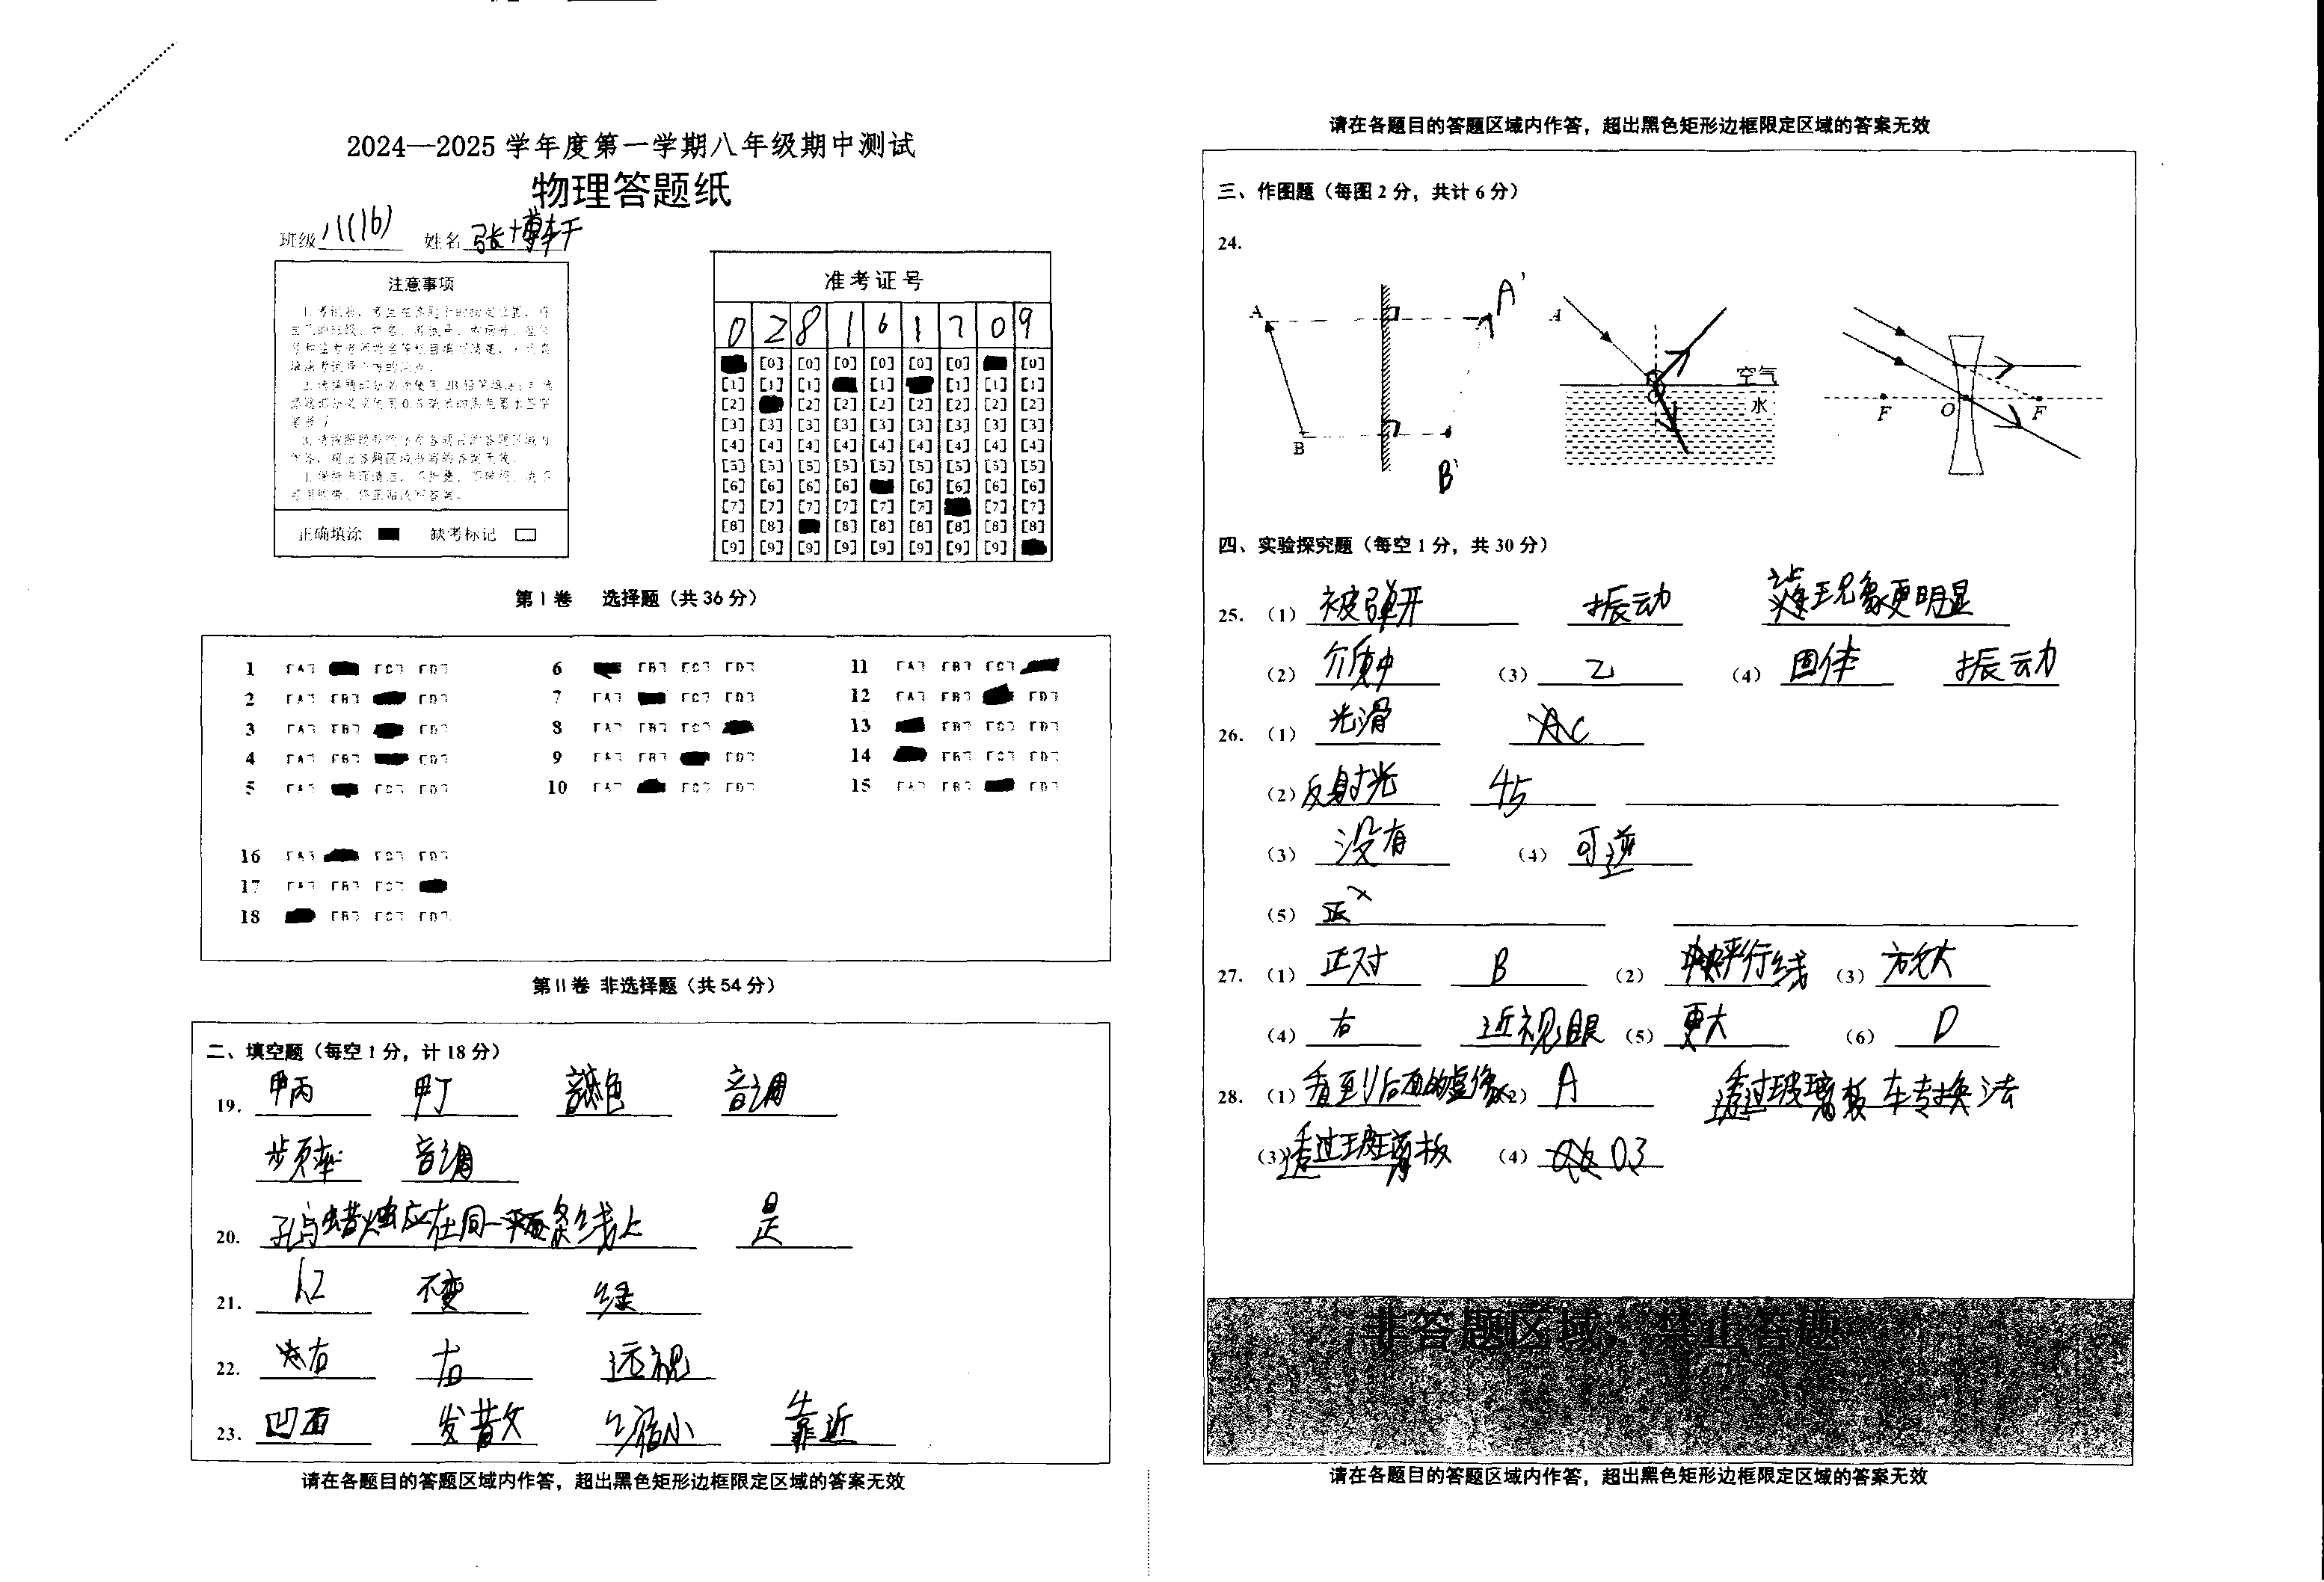 2024—2025 学年度第一学期八年级期中测试
物理答题纸
班级 八(16) 姓名 张博轩
注意事项
正确填涂 缺考标记
准考证号
0 2 8 1 6 1 7 0 9
第Ⅰ卷 选择题（共 36 分）
1 [A] [C] [D] 6 [B] [C] [D] 11 [A] [B] [C]
2 [A] [B] [D] 7 [A] [C] [D] 12 [A] [B] [D]
3 [A] [B] [D] 8 [A] [B] [C] 13 [B] [C] [D]
4 [A] [B] [D] 9 [A] [B] [D] 14 [B] [C] [D]
5 [A] [C] [D] 10 [A] [C] [D] 15 [A] [B] [D]
16 [A] [C] [D]
17 [A] [B] [C]
18 [B] [C] [D]
第Ⅱ卷 非选择题（共 54 分）
二、填空题（每空 1 分，计 18 分）
19. 甲丙 甲丁 音色 音调
步频率 音调
20. 孔与蜡烛应在同一条线上 是
21. 红 不变 绿
22. 右 右 远视
23. 凹面 发散 缩小 靠近
请在各题目的答题区域内作答，超出黑色矩形边框限定区域的答案无效
请在各题目的答题区域内作答，超出黑色矩形边框限定区域的答案无效
三、作图题（每图 2 分，共计 6 分）
24.
A A' B B'
A 空气 水
F O F
四、实验探究题（每空 1 分，共 30 分）
25.（1） 被弹开 振动 使现象更明显
（2） 介质中 （3） 乙 （4） 固体 振动
26.（1） 光滑 C
（2） 反射光 45
（3） 没有 （4） 可逆
（5）
27.（1） 正对 B （2） 平行线 （3） 放大
（4） 右 近视眼 （5） 更大 （6） D
28.（1） 看到后面的虚像 （2） A 透过玻璃板 转换法
（3） 透过玻璃板 （4） 03
非答题区域，禁止答题
请在各题目的答题区域内作答，超出黑色矩形边框限定区域的答案无效